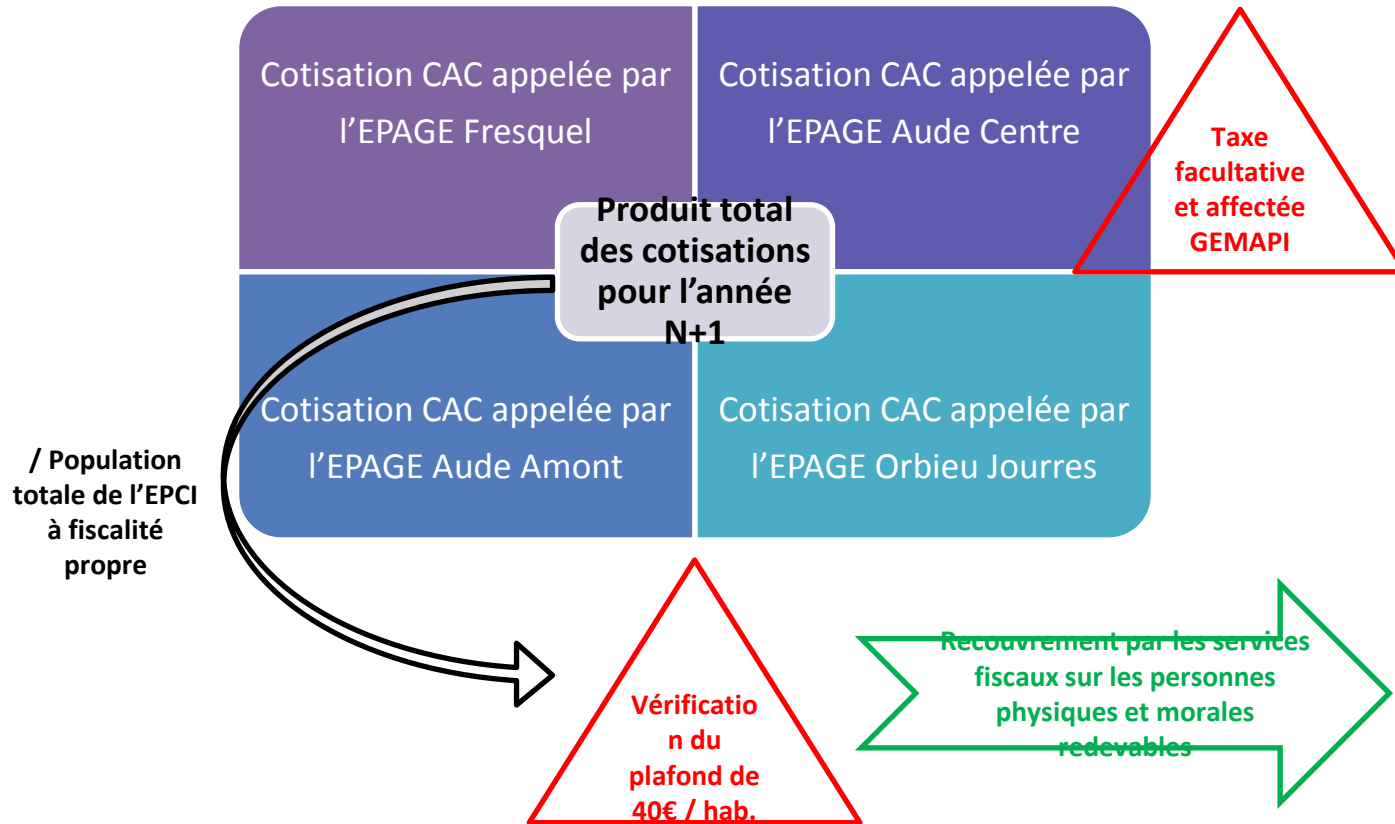 Cotisation CAC appelée par
l’EPAGE Fresquel
Cotisation CAC appelée par
l’EPAGE Aude Centre
Taxe
facultative
et affectée
GEMAPI
Produit total
des cotisations
pour l’année
N+1
Cotisation CAC appelée par
l’EPAGE Aude Amont
Cotisation CAC appelée par
l’EPAGE Orbieu Jourres
/ Population
totale de l’EPCI
à fiscalité
propre
Vérificatio
n du
plafond de
40€ / hab.
Recouvrement par les services
fiscaux sur les personnes
physiques et morales
redevables